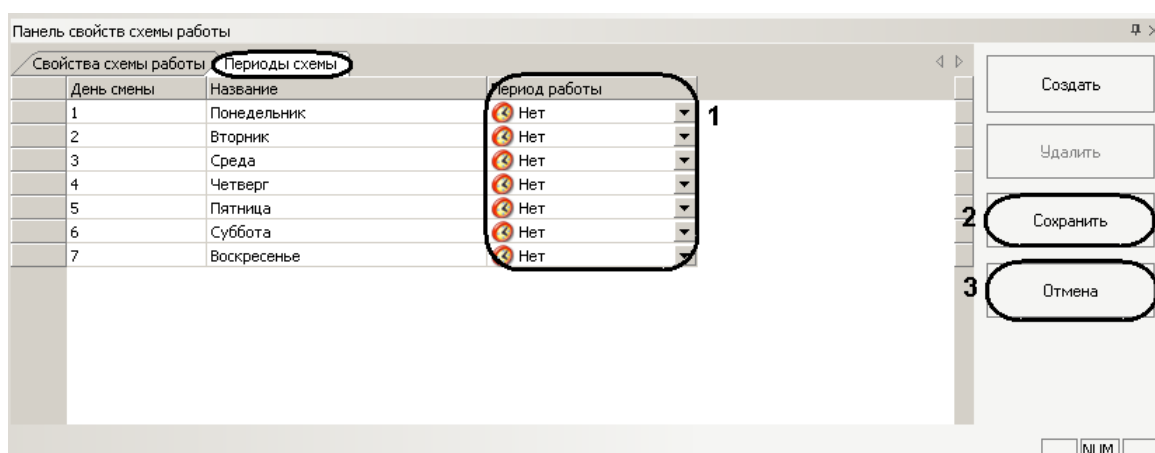 Панель свойств схемы работы
Свойства схемы работы Периоды схемы
День смены Название Период работы
1 Понедельник Нет
2 Вторник Нет
3 Среда Нет
4 Четверг Нет
5 Пятница Нет
6 Суббота Нет
7 Воскресенье Нет
1
Создать
Удалить
2 Сохранить
3 Отмена
NUM